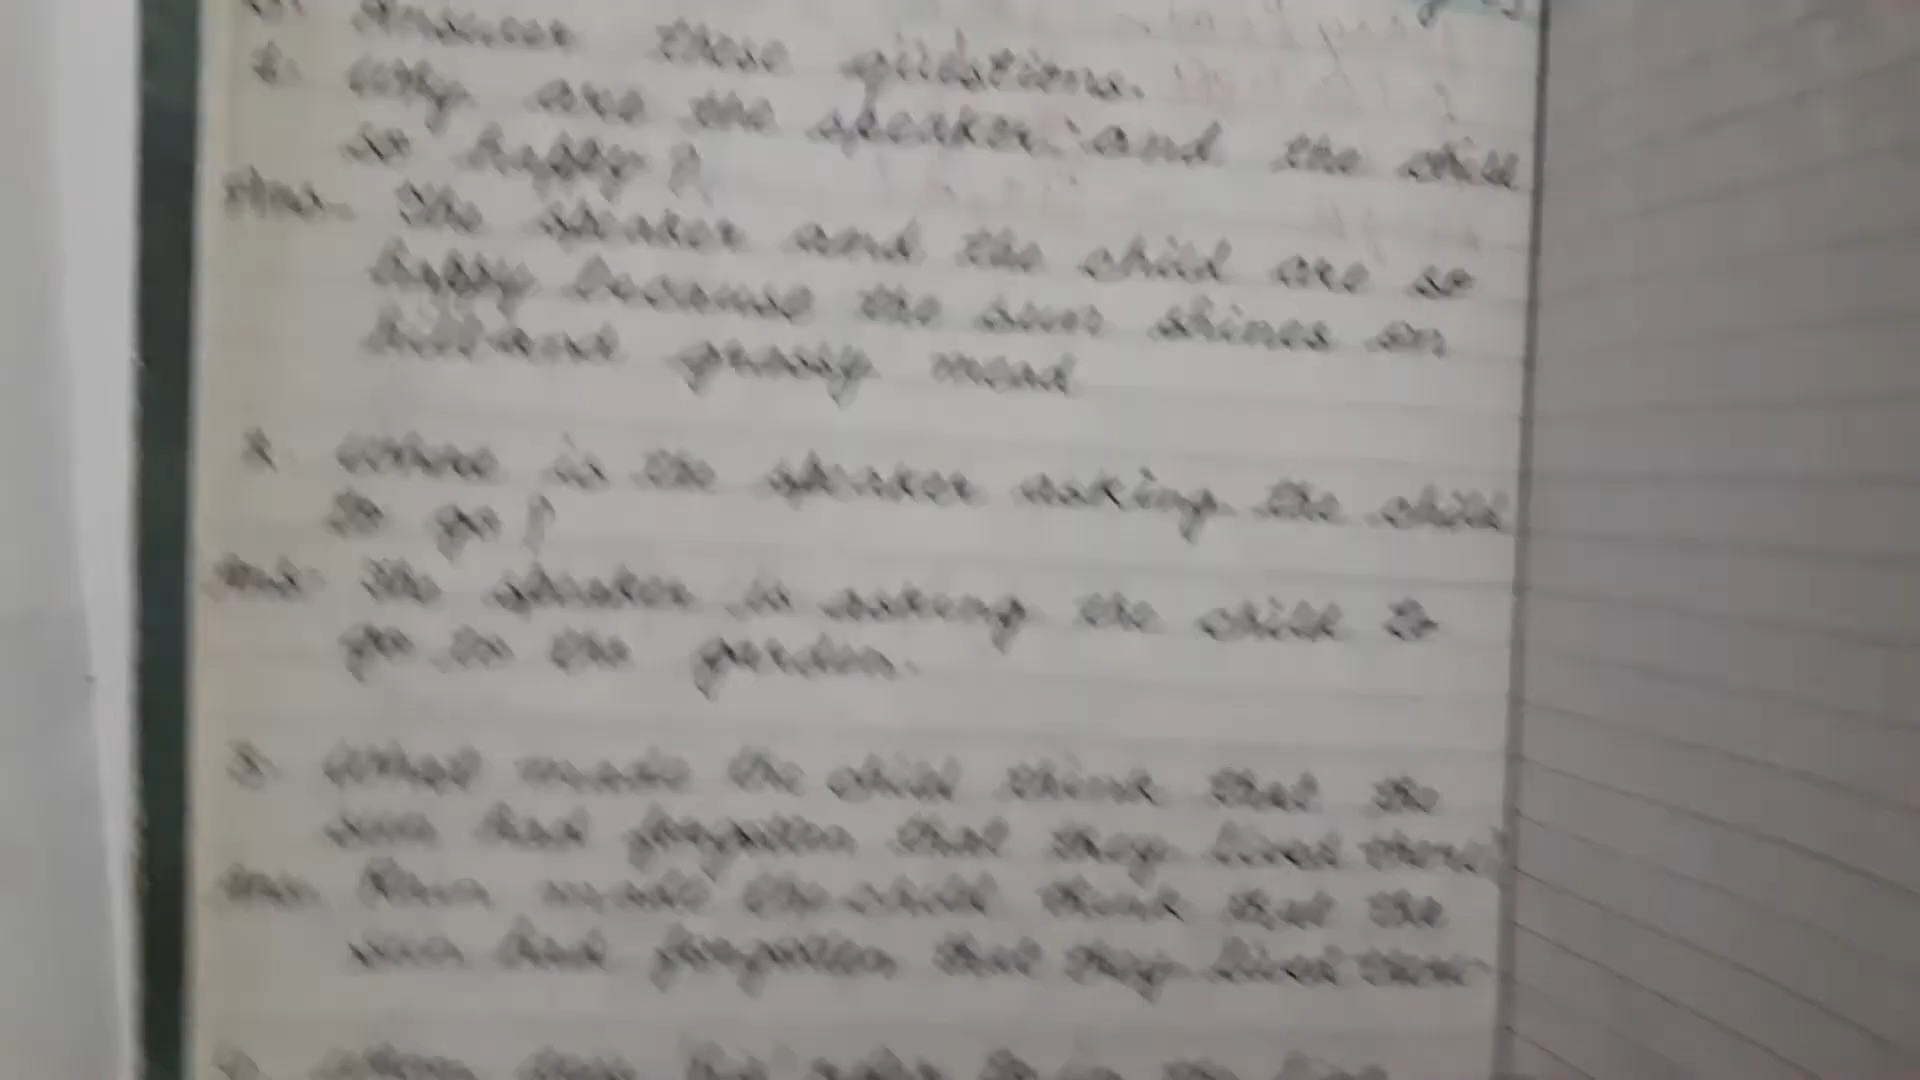 Answer these questions.
1. Why are the speaker and the child
so happy?
Ans. The speaker and the child are so
happy because the sun shines on
hill and grassy mead
2. Where is the speaker asking the child
to go?
Ans. The speaker is asking the child to
go in the garden.
3. What made the child think that the
sun had forgotten that they lived there?
Ans. Rain made the child think that the
sun had forgotten that they lived there